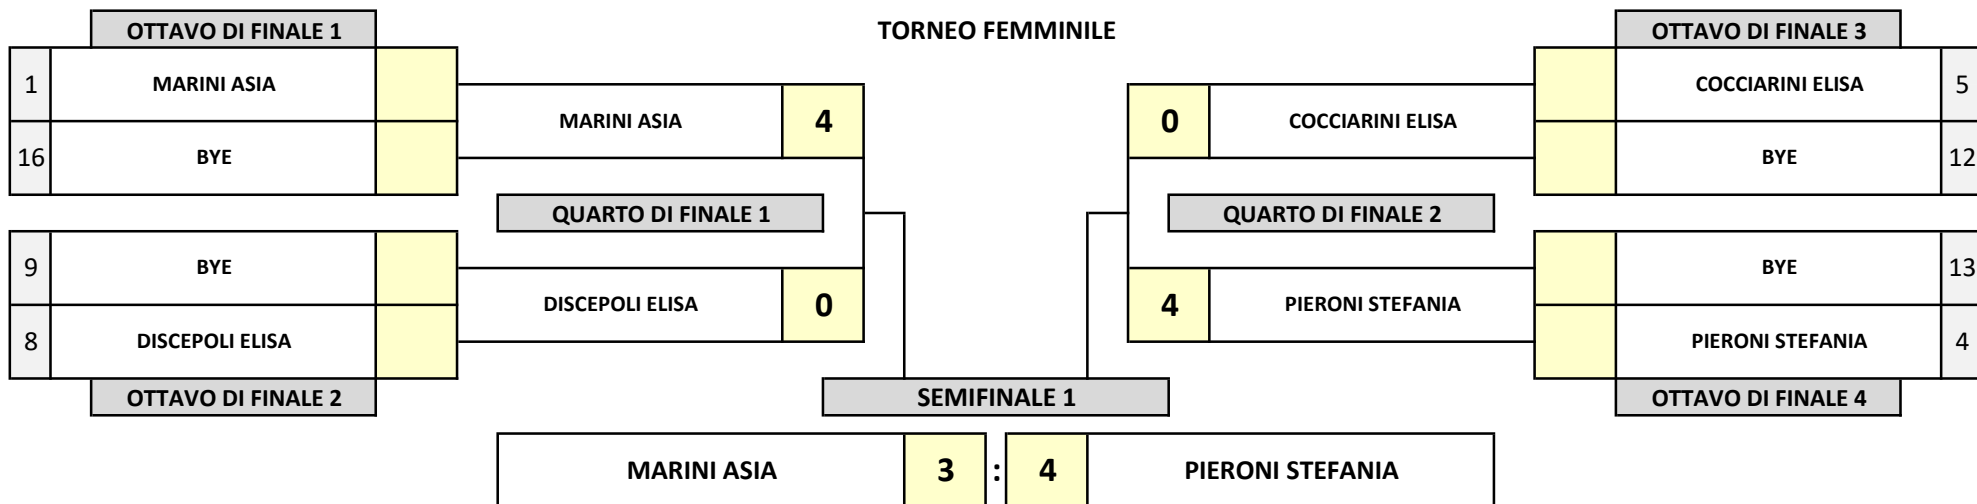 TORNEO FEMMINILE
OTTAVO DI FINALE 1
1 MARINI ASIA
16 BYE
MARINI ASIA 4
QUARTO DI FINALE 1
9 BYE
8 DISCEPOLI ELISA
DISCEPOLI ELISA 0
OTTAVO DI FINALE 2
OTTAVO DI FINALE 3
COCCIARINI ELISA 5
BYE 12
0 COCCIARINI ELISA
QUARTO DI FINALE 2
BYE 13
PIERONI STEFANIA 4
4 PIERONI STEFANIA
OTTAVO DI FINALE 4
SEMIFINALE 1
MARINI ASIA 3 : 4 PIERONI STEFANIA